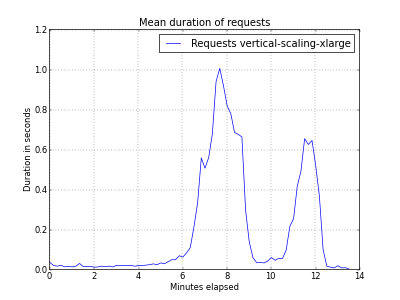 Mean duration of requests
1.2
Requests vertical-scaling-xlarge
1.0
0.8
0.6
0.4
0.2
0.0
Duration in seconds
0 2 4 6 8 10 12 14
Minutes elapsed